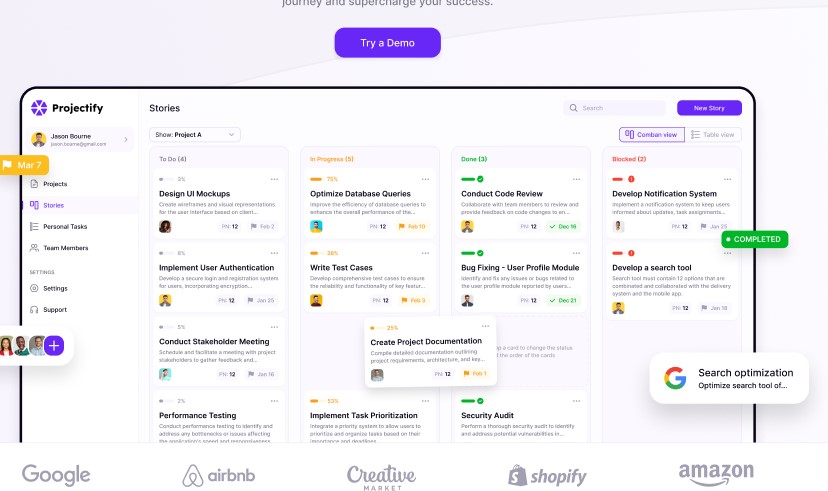 journey and supercharge your success.
Try a Demo
Projectify
Stories
Search
New Story
Jason Bourne
jason.bourne@gmail.com
Show: Project A
Comban view
Table view
Mar 7
Projects
Stories
Personal Tasks
Team Members
SETTINGS
Settings
Support
To Do (4)
5%
Design UI Mockups
Create wireframes and visual representations
for the user interface based on client...
PN: 12
Feb 2
6%
Implement User Authentication
Develop a secure login and registration system
for users, incorporating encryption...
PN: 12
Jan 25
5%
Conduct Stakeholder Meeting
Schedule and facilitate a meeting with project
stakeholders to gather feedback and...
PN: 12
Jan 16
2%
Performance Testing
Conduct performance testing to identify and
address any bottlenecks or issues affecting
the application's speed and responsiveness
In Progress (5)
75%
Optimize Database Queries
Improve the efficiency of database queries to
enhance the overall performance of the...
PN: 12
Feb 10
36%
Write Test Cases
Develop comprehensive test cases to ensure
the reliability and functionality of key featur...
PN: 12
Feb 3
25%
Create Project Documentation
Compile detailed documentation outlining
project requirements, architecture, and key...
PN: 12
Feb 1
53%
Implement Task Prioritization
Integrate a priority system to allow users to
prioritize and organize tasks based on their
importance and deadlines
Done (3)
Conduct Code Review
Collaborate with team members to review and
provide feedback on code changes to en...
PN: 12
Dec 16
Bug Fixing - User Profile Module
Identify and fix any issues or bugs related to
the user profile module reported by users...
PN: 12
Dec 21
a card to change the status
the order of the cards
Security Audit
Perform a thorough security audit to identify
and address potential vulnerabilities in...
Blocked (2)
Develop Notification System
Implement a notification system to keep users
informed about updates, task assignments...
PN: 12
Jan 25
COMPLETED
Develop a search tool
Search tool must contain 12 options that are
combinated and collaborated with the delivery
system and the mobile app.
PN: 12
Jan 18
Search optimization
Optimize search tool of...
Google
airbnb
Creative
MARKET
shopify
amazon